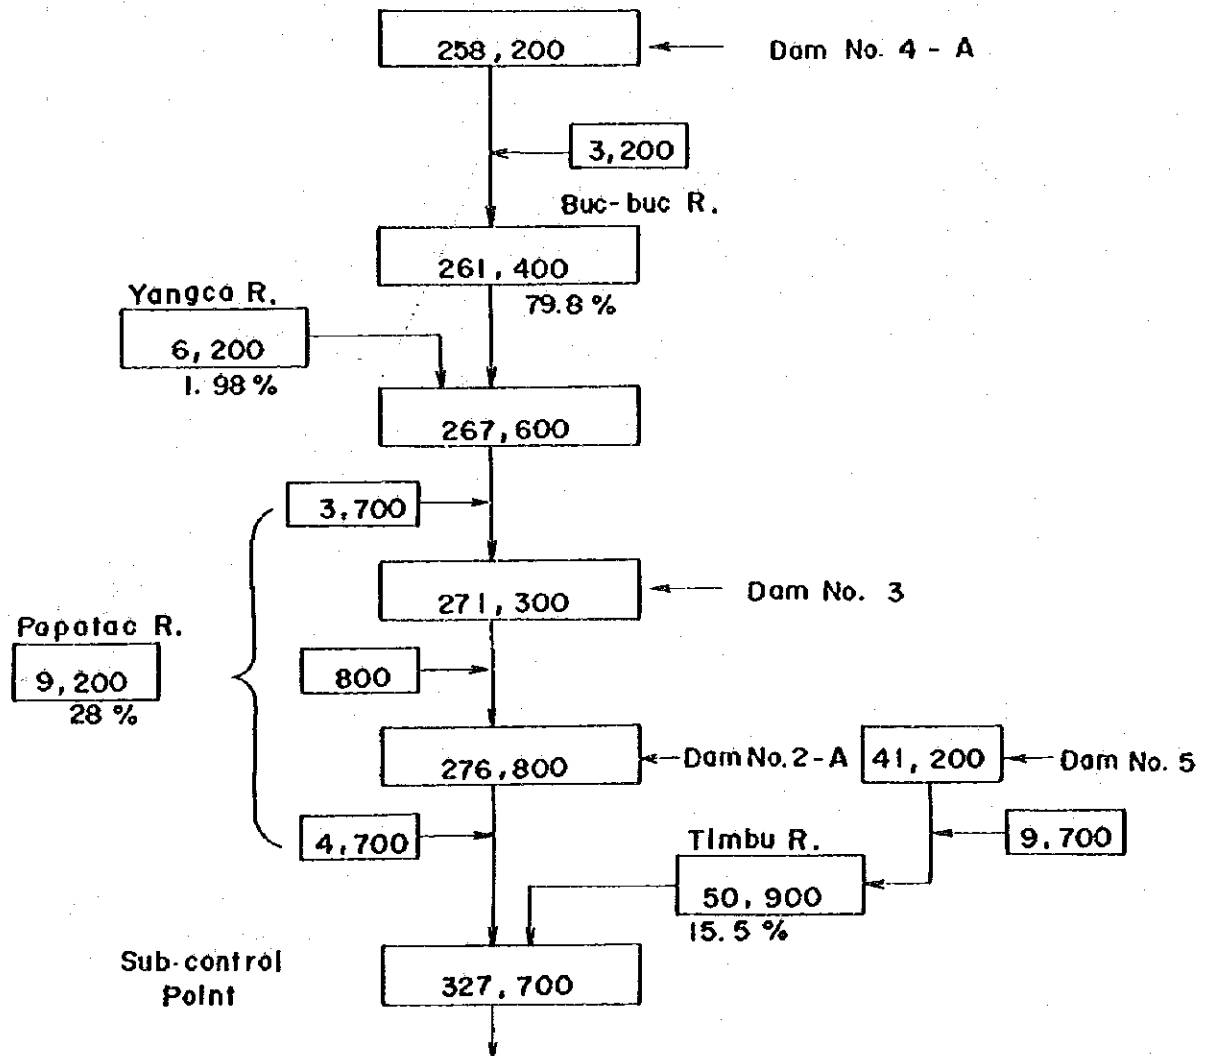 258,200
Dam No. 4 - A
3,200
Buc-buc R.
261,400
79.8 %
Yangca R.
6,200
1.98 %
267,600
3,700
271,300
Dam No. 3
Papatac R.
9,200
28 %
800
276,800
Dam No. 2 - A
41,200
Dam No. 5
4,700
9,700
Timbu R.
50,900
15.5 %
Sub-control
Point
327,700